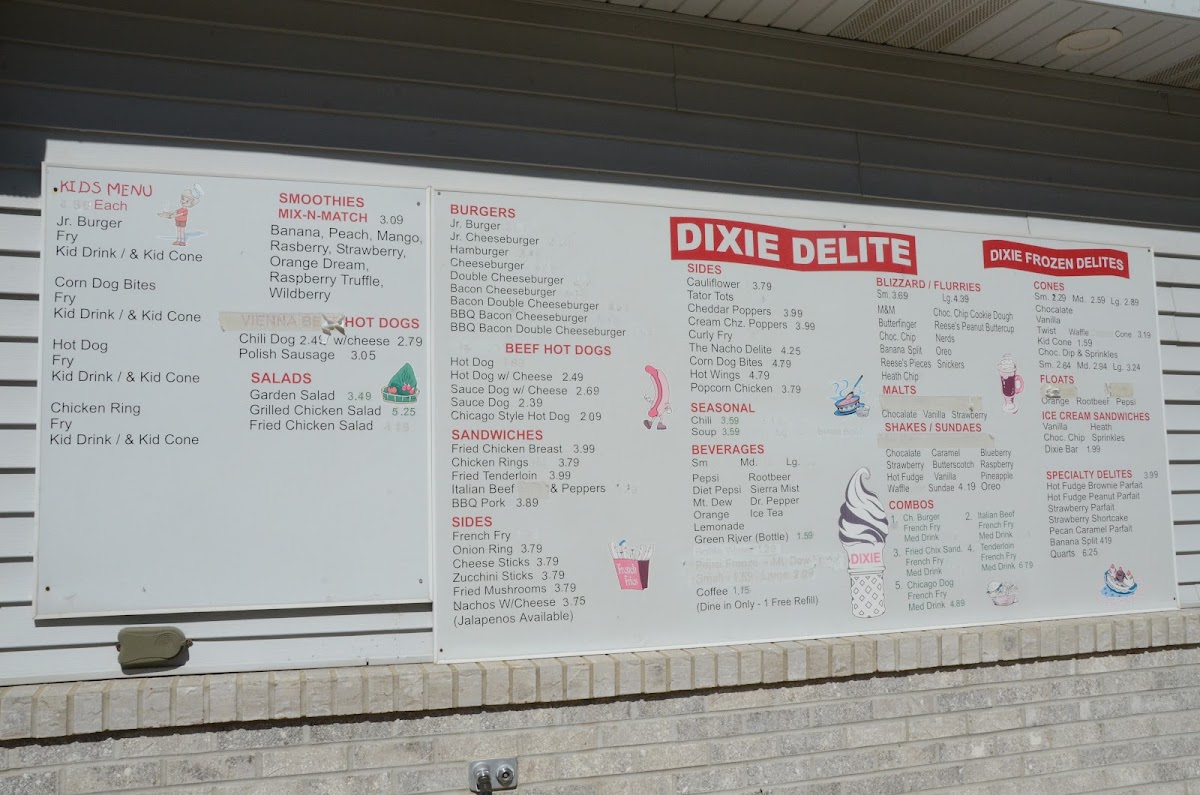 KIDS MENU
Each
Jr. Burger
Fry
Kid Drink / & Kid Cone
Corn Dog Bites
Fry
Kid Drink / & Kid Cone
Hot Dog
Fry
Kid Drink / & Kid Cone
Chicken Ring
Fry
Kid Drink / & Kid Cone
SMOOTHIES
MIX-N-MATCH 3.09
Banana, Peach, Mango,
Rasberry, Strawberry,
Orange Dream,
Raspberry Truffle,
Wildberry
VIENNA HOT DOGS
Chili Dog 2.49 w/cheese 2.79
Polish Sausage 3.05
SALADS
Garden Salad 3.49
Grilled Chicken Salad 5.25
Fried Chicken Salad
BURGERS
Jr. Burger
Jr. Cheeseburger
Hamburger
Cheeseburger
Double Cheeseburger
Bacon Cheeseburger
Bacon Double Cheeseburger
BBQ Bacon Cheeseburger
BBQ Bacon Double Cheeseburger
BEEF HOT DOGS
Hot Dog
Hot Dog w/ Cheese 2.49
Sauce Dog w/ Cheese 2.69
Sauce Dog 2.39
Chicago Style Hot Dog 2.09
SANDWICHES
Fried Chicken Breast 3.99
Chicken Rings 3.79
Fried Tenderloin 3.99
Italian Beef & Peppers
BBQ Pork 3.89
SIDES
French Fry
Onion Ring 3.79
Cheese Sticks 3.79
Zucchini Sticks 3.79
Fried Mushrooms 3.79
Nachos W/Cheese 3.75
(Jalapenos Available)
French Fries
DIXIE DELITE
SIDES
Cauliflower 3.79
Tator Tots
Cheddar Poppers 3.99
Cream Chz. Poppers 3.99
Curly Fry
The Nacho Delite 4.25
Corn Dog Bites 4.79
Hot Wings 4.79
Popcorn Chicken 3.79
SEASONAL
Chili 3.59
Soup 3.59
BEVERAGES
Sm Md. Lg.
Pepsi Rootbeer
Diet Pepsi Sierra Mist
Mt. Dew Dr. Pepper
Orange Ice Tea
Lemonade
Green River (Bottle) 1.59
Coffee 1.15
(Dine in Only - 1 Free Refill)
DIXIE
BLIZZARD / FLURRIES
Sm. 3.69 Lg. 4.39
M&M Choc. Chip Cookie Dough
Butterfinger Reese's Peanut Buttercup
Choc. Chip Nerds
Banana Split Oreo
Reese's Pieces Snickers
Heath Chip
MALTS
Chocalate Vanilla Strawberry
SHAKES / SUNDAES
Chocalate Caramel Blueberry
Strawberry Butterscotch Raspberry
Hot Fudge Vanilla Pineapple
Waffle Sundae 4.19 Oreo
COMBOS
1. Ch. Burger
French Fry
Med Drink
2. Italian Beef
French Fry
Med Drink
3. Fried Chix Sand.
French Fry
Med Drink
4. Tenderloin
French Fry
Med Drink 6.79
5. Chicago Dog
French Fry
Med Drink 4.89
DIXIE FROZEN DELITES
CONES
Sm. 2.29 Md. 2.59 Lg. 2.89
Chocalate
Vanilla
Twist Waffle Cone 3.19
Kid Cone 1.59
Choc. Dip & Sprinkles
Sm. 2.64 Md. 2.94 Lg. 3.24
FLOATS
Orange Rootbeef Pepsi
ICE CREAM SANDWICHES
Vanilla Heath
Choc. Chip Sprinkles
Dixie Bar 1.99
SPECIALTY DELITES 3.99
Hot Fudge Brownie Parfait
Hot Fudge Peanut Parfait
Strawberry Parfait
Strawberry Shortcake
Pecan Caramel Parfait
Banana Split 419
Quarts 6.25